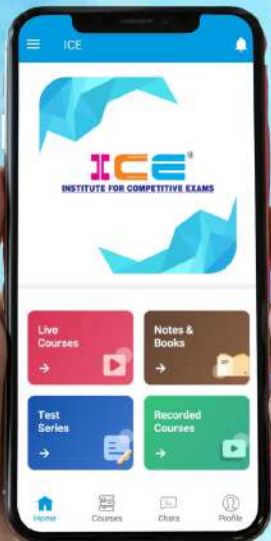 ICE
ICE®
INSTITUTE FOR COMPETITIVE EXAMS
Live
Courses
Notes &
Books
Test
Series
Recorded
Courses
Home
Courses
Chats
Profile